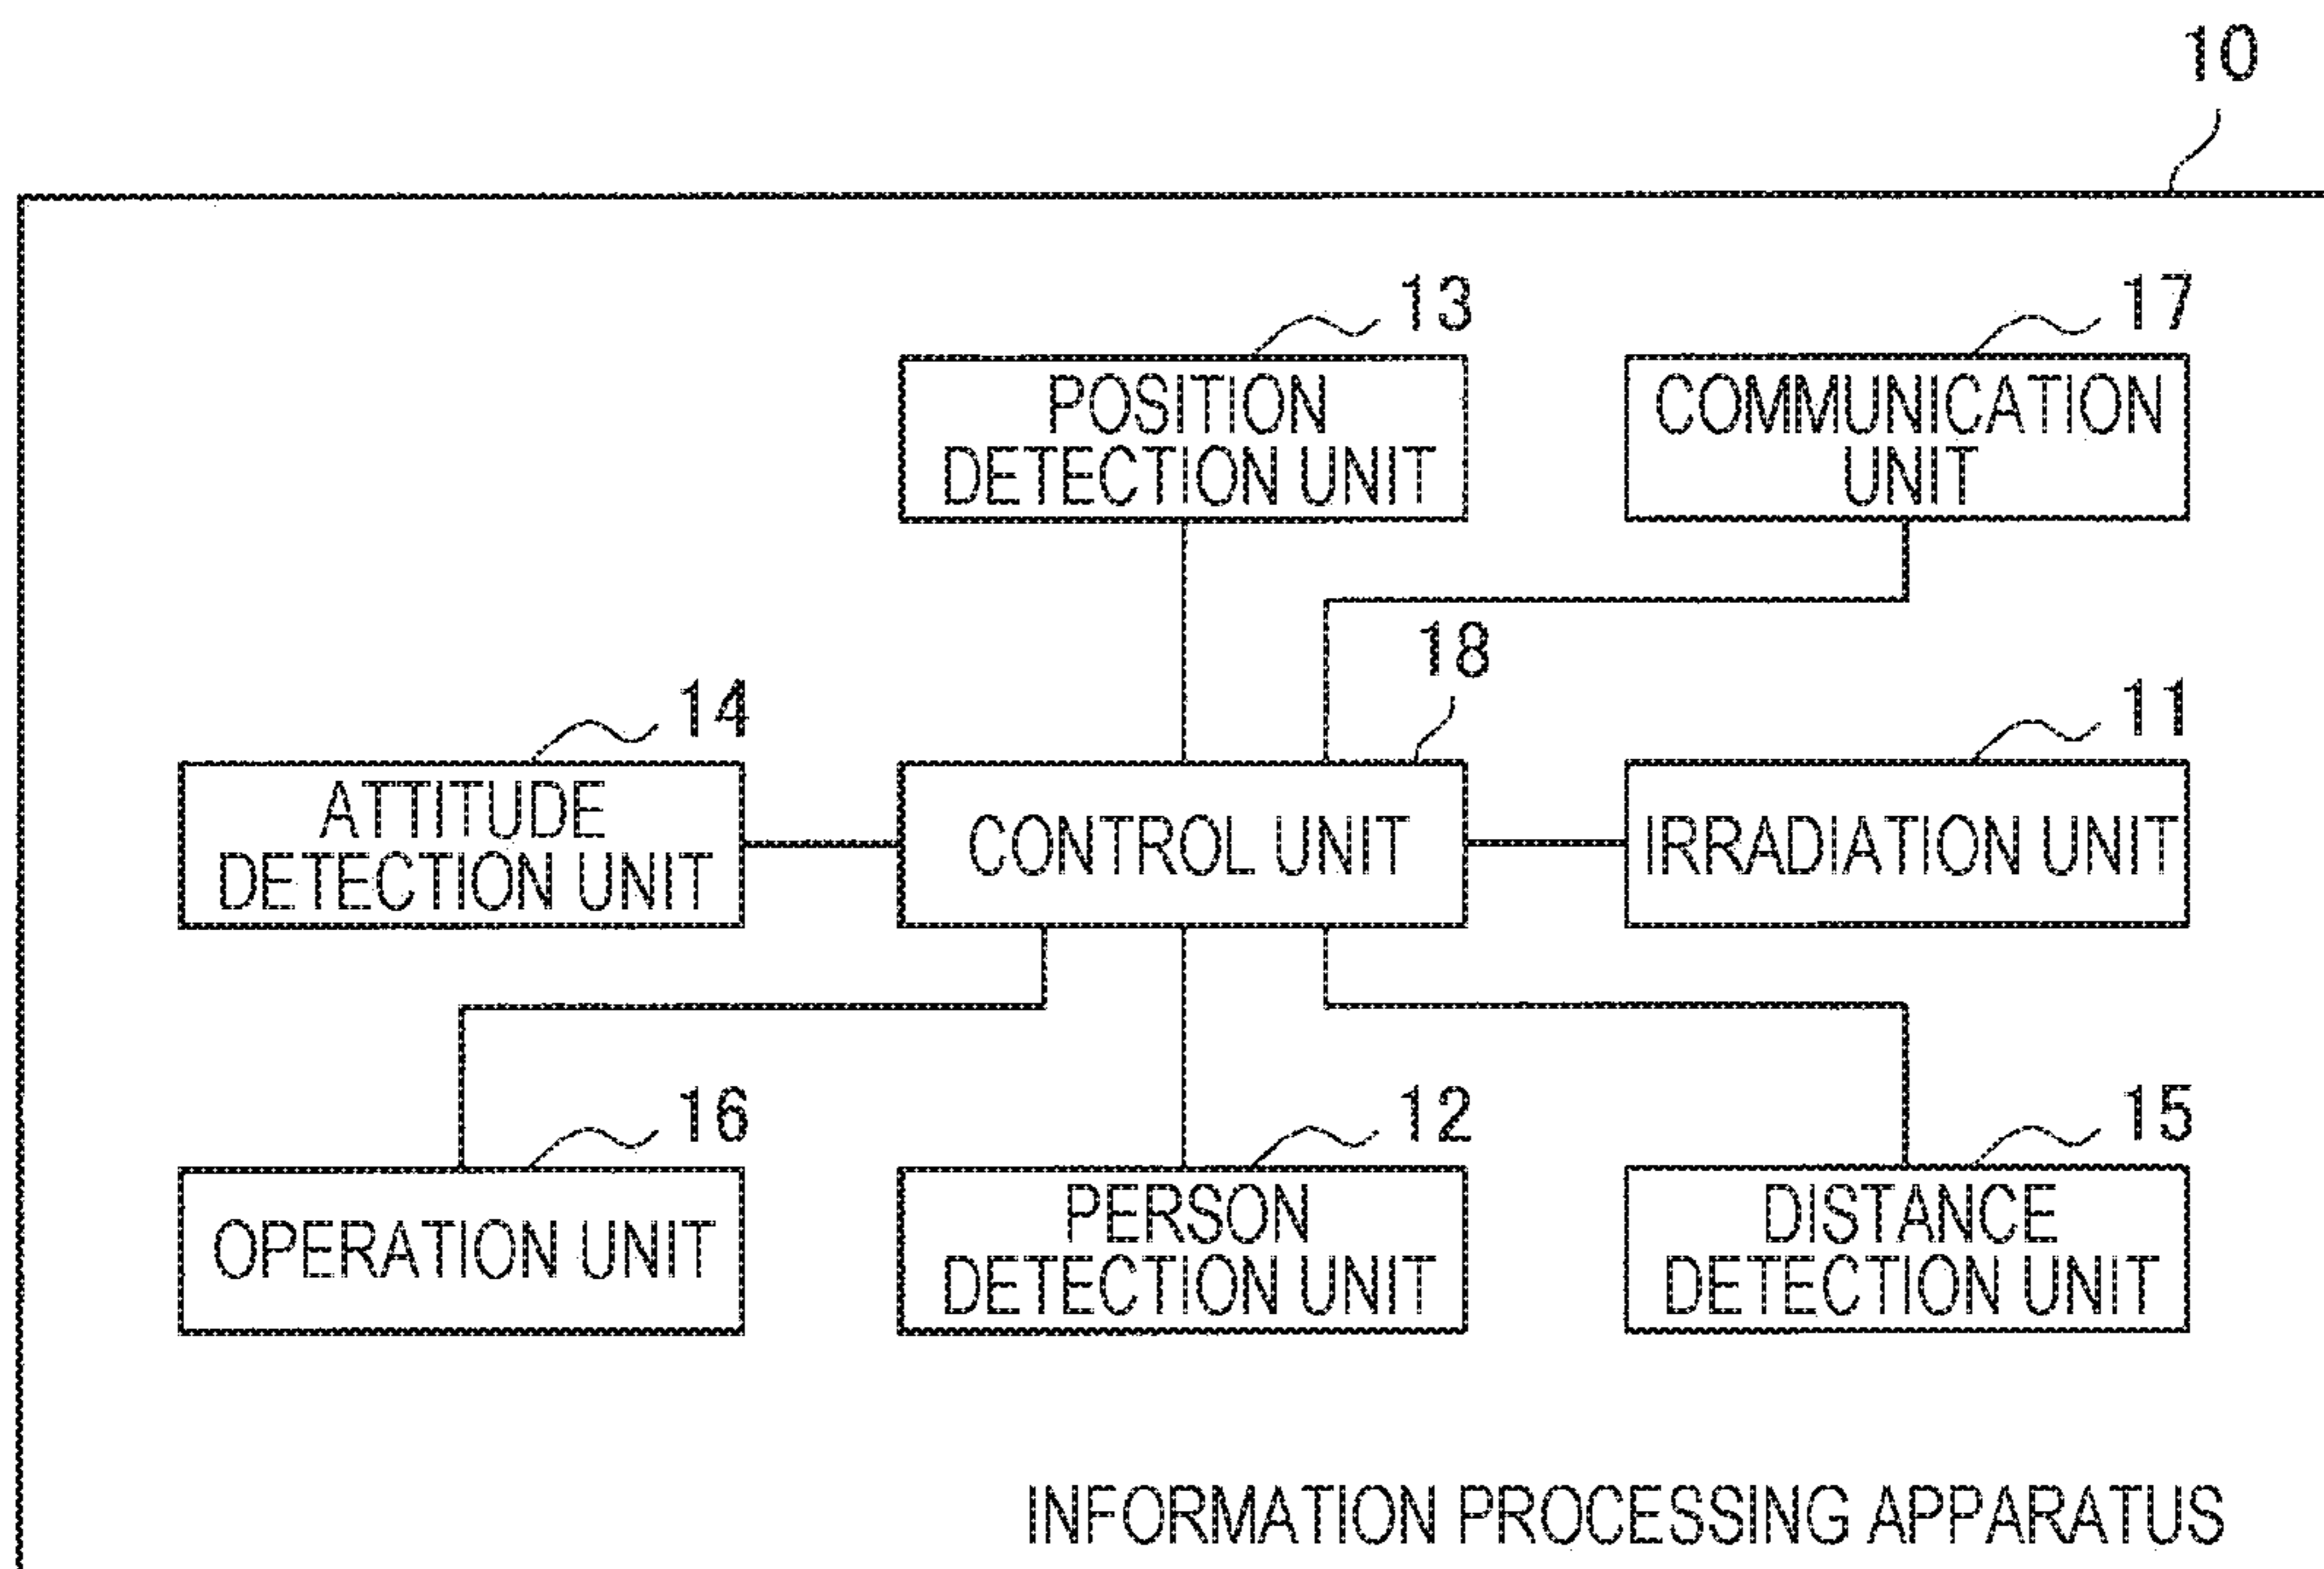 10
13
17
POSITION
DETECTION UNIT
COMMUNICATION
UNIT
18
14
11
ATTITUDE
DETECTION UNIT
CONTROL UNIT
IRRADIATION UNIT
16
12
15
OPERATION UNIT
PERSON
DETECTION UNIT
DISTANCE
DETECTION UNIT
INFORMATION PROCESSING APPARATUS